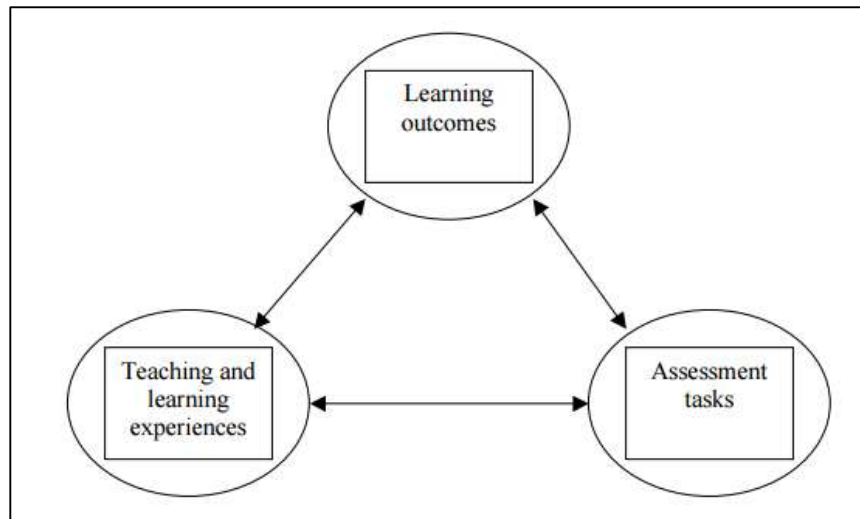 Learning
outcomes
Teaching and
learning
experiences
Assessment
tasks